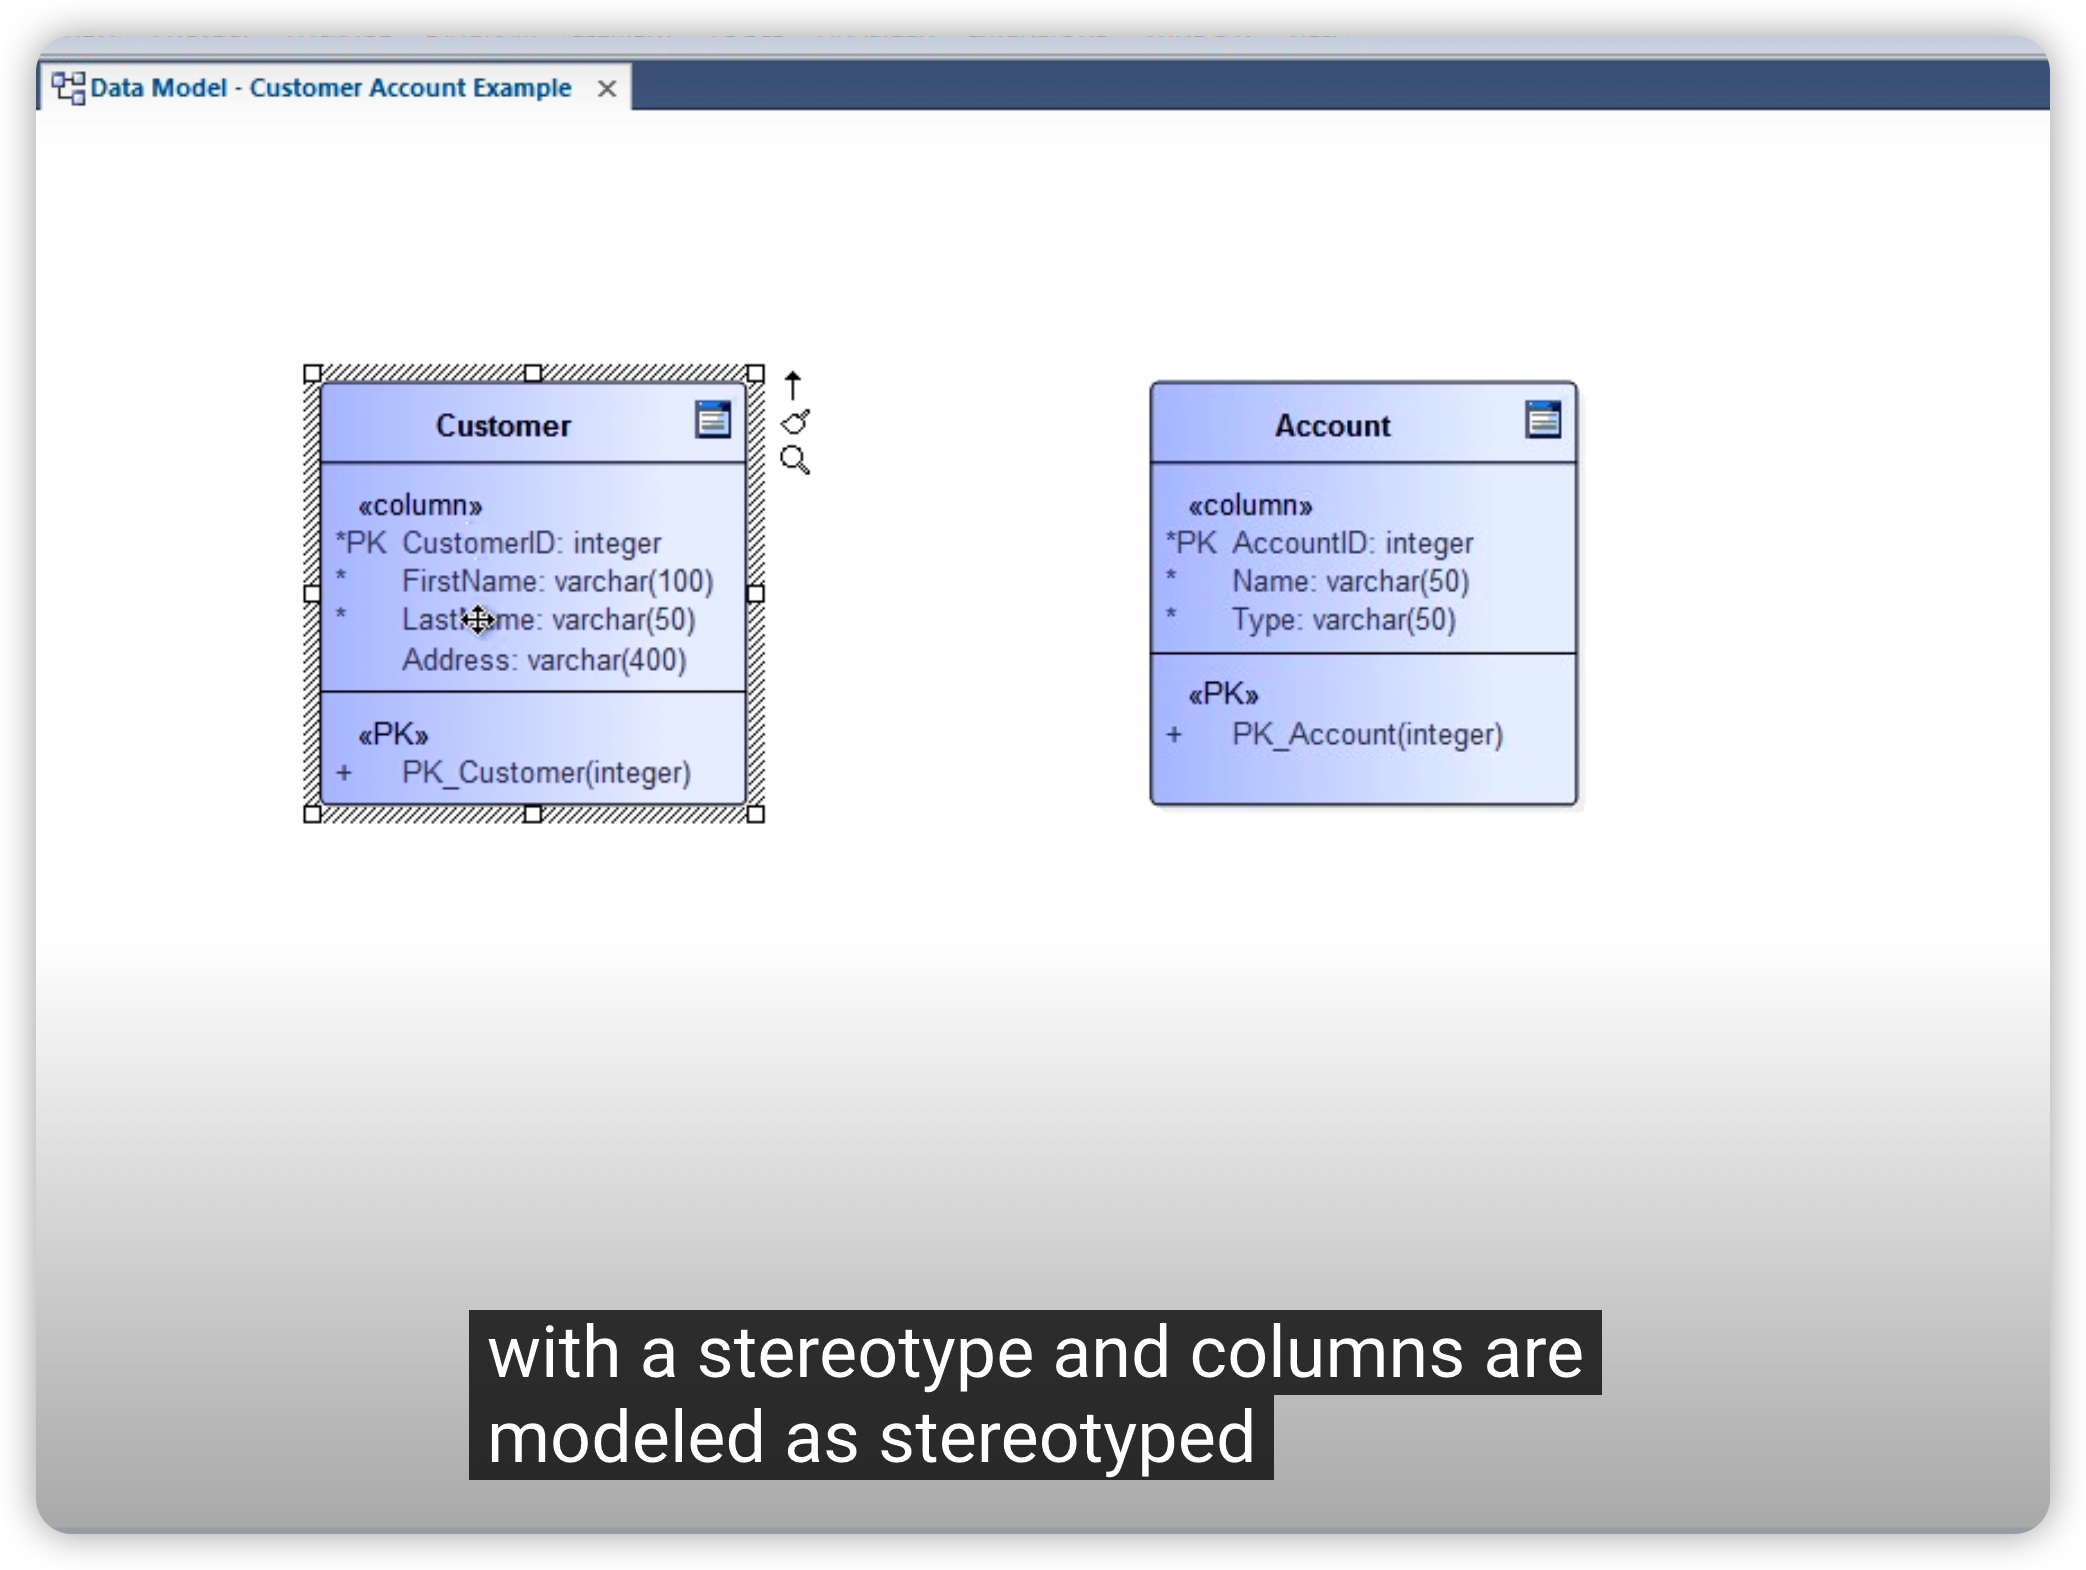 Data Model - Customer Account Example
Customer
«column»
*PK CustomerID: integer
* FirstName: varchar(100)
* LastName: varchar(50)
Address: varchar(400)
«PK»
+ PK_Customer(integer)
Account
«column»
*PK AccountID: integer
* Name: varchar(50)
* Type: varchar(50)
«PK»
+ PK_Account(integer)
with a stereotype and columns are
modeled as stereotyped